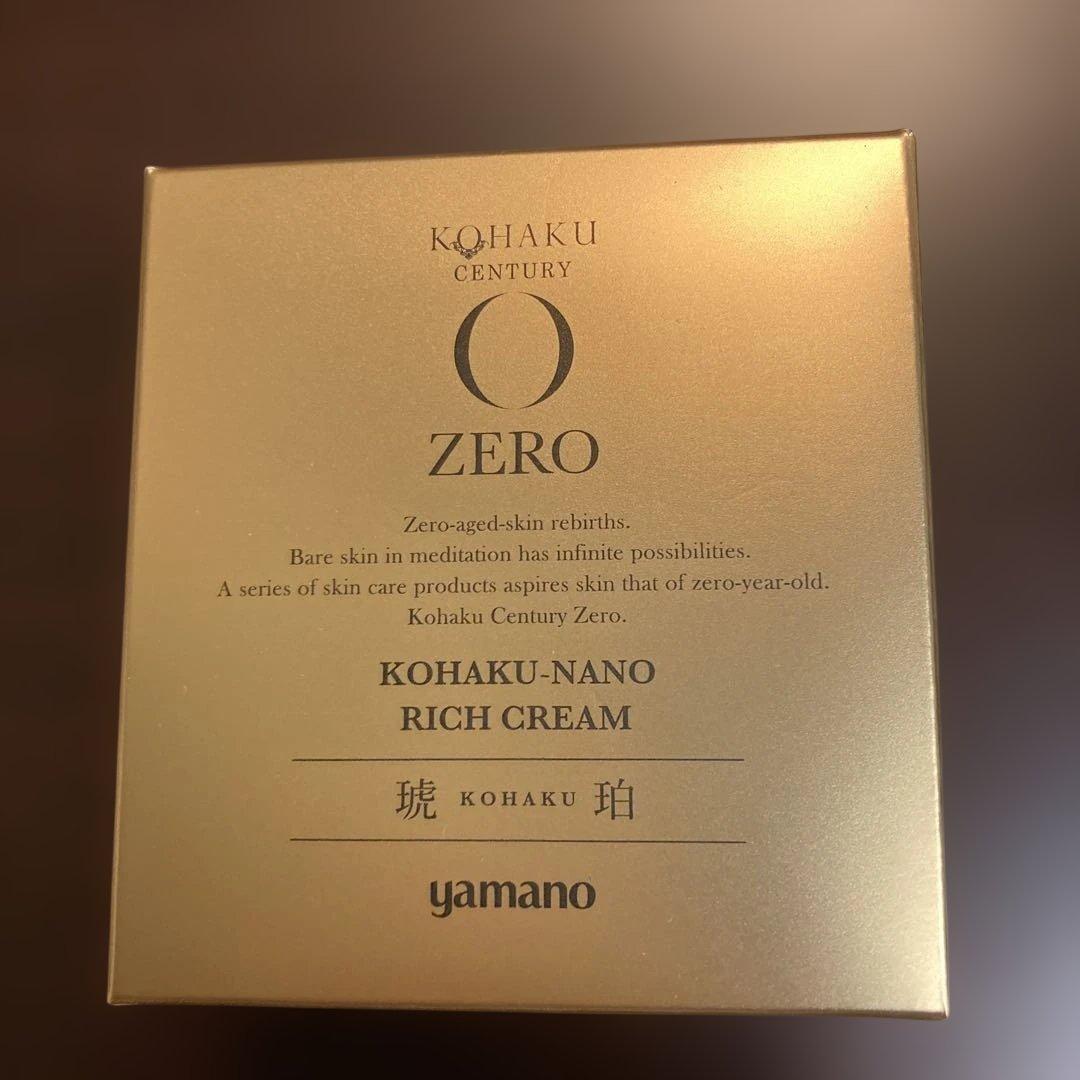 KOHAKU
CENTURY
0
ZERO
Zero-aged-skin rebirths.
Bare skin in meditation has infinite possibilities.
A series of skin care products aspires skin that of zero-year-old.
Kohaku Century Zero.
KOHAKU-NANO
RICH CREAM
琥 KOHAKU 珀
yamano